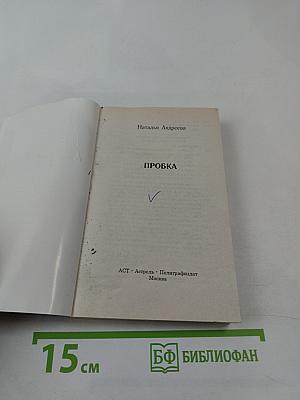 Наталья Андреева
ПРОБКА
АСТ • Астрель • Полиграфиздат
Москва
15 см
БФ БИБЛИОФАН